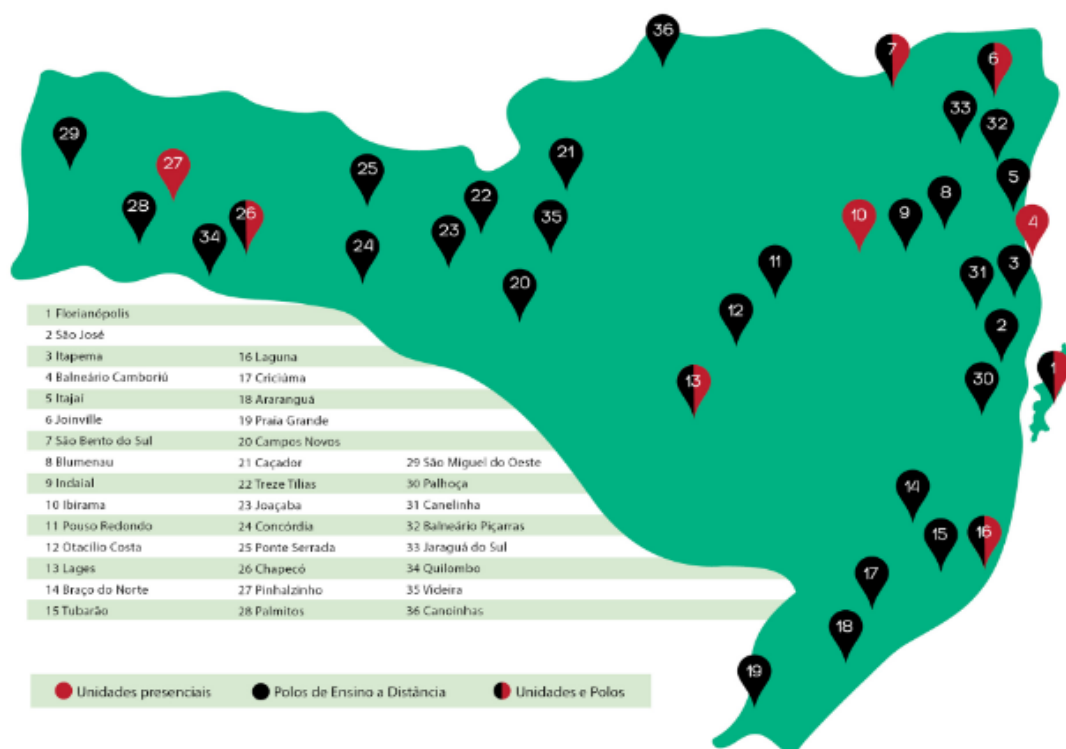 36
7
6
33
32
29
27
25
21
5
28
26
34
22
23
35
24
20
10
9
8
4
11
31
3
12
2
13
30
1
14
15
16
17
18
19
1 Florianópolis
2 São José
3 Itapema
4 Balneário Camboriú
5 Itajaí
6 Joinville
7 São Bento do Sul
8 Blumenau
9 Indaial
10 Ibirama
11 Pouso Redondo
12 Otacílio Costa
13 Lages
14 Braço do Norte
15 Tubarão
16 Laguna
17 Criciúma
18 Araranguá
19 Praia Grande
20 Campos Novos
21 Caçador
22 Treze Tílias
23 Joaçaba
24 Concórdia
25 Ponte Serrada
26 Chapecó
27 Pinhalzinho
28 Palmitos
29 São Miguel do Oeste
30 Palhoça
31 Canelinha
32 Balneário Piçarras
33 Jaraguá do Sul
34 Quilombo
35 Videira
36 Canoinhas
Unidades presenciais
Polos de Ensino a Distância
Unidades e Polos